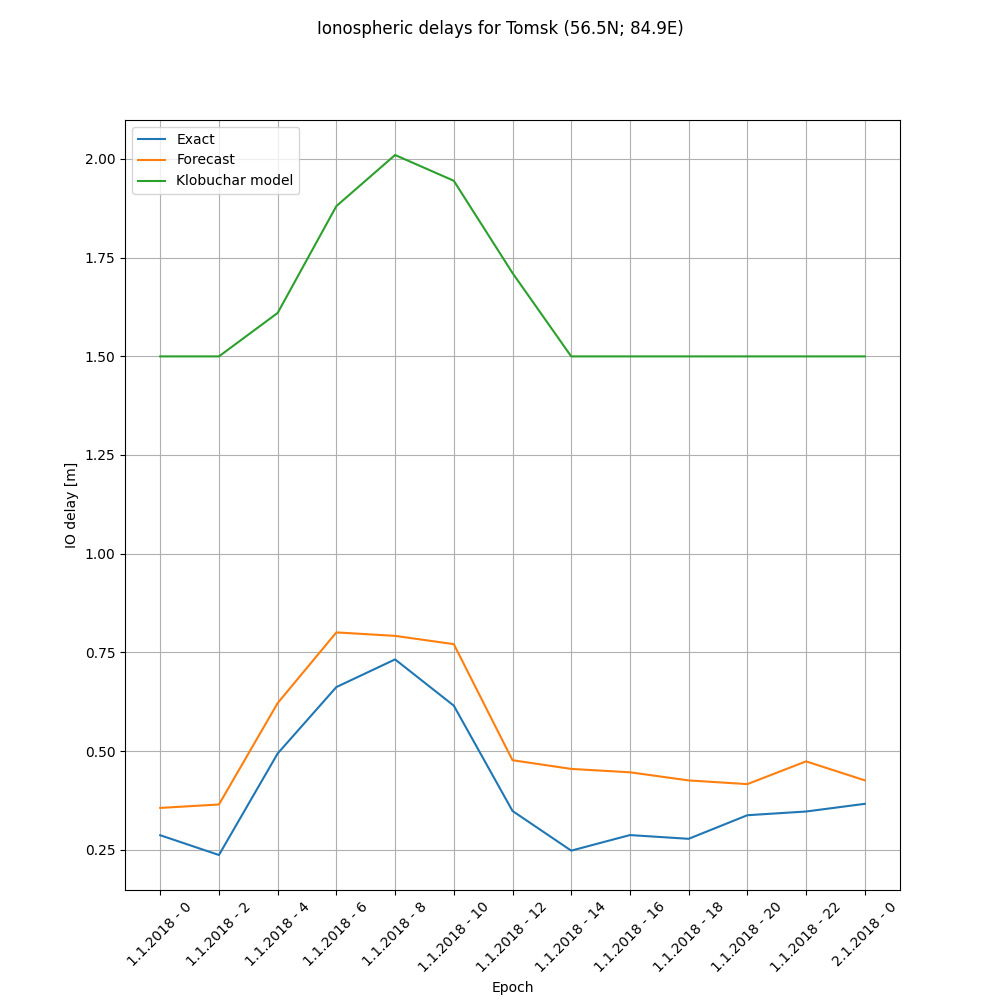 Ionospheric delays for Tomsk (56.5N; 84.9E)
Exact
Forecast
Klobuchar model
2.00
1.75
1.50
1.25
1.00
0.75
0.50
0.25
IO delay [m]
1.1.2018 - 0
1.1.2018 - 2
1.1.2018 - 4
1.1.2018 - 6
1.1.2018 - 8
1.1.2018 - 10
1.1.2018 - 12
1.1.2018 - 14
1.1.2018 - 16
1.1.2018 - 18
1.1.2018 - 20
1.1.2018 - 22
2.1.2018 - 0
Epoch